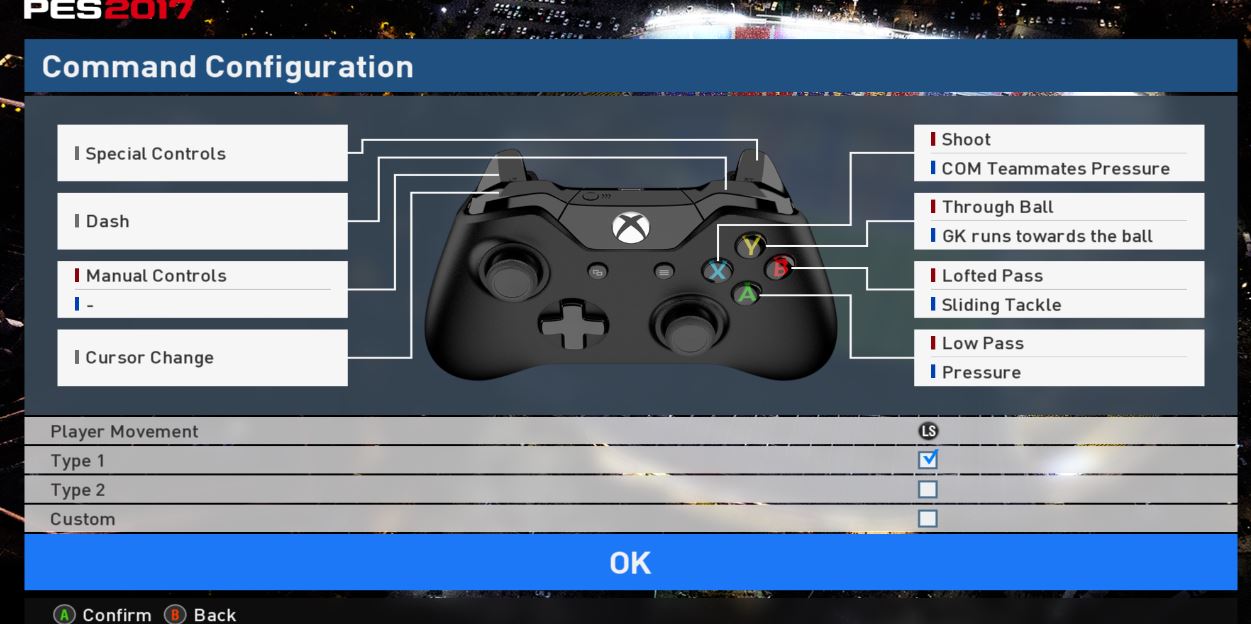 PES2017
Command Configuration
Special Controls
Dash
Manual Controls
-
Cursor Change
Shoot
COM Teammates Pressure
Through Ball
GK runs towards the ball
Lofted Pass
Sliding Tackle
Low Pass
Pressure
Y
X
B
A
Player Movement LS
Type 1
Type 2
Custom
OK
A Confirm B Back